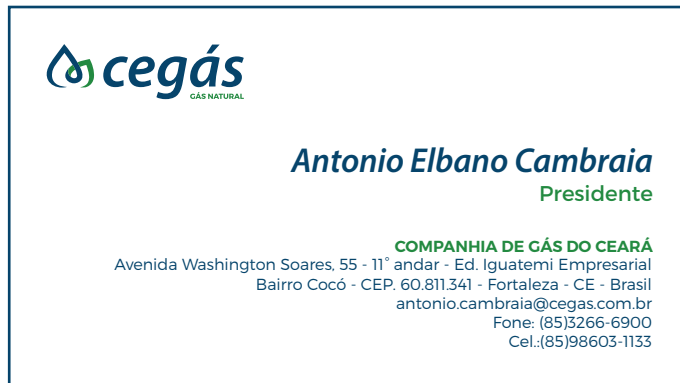 cegás
GÁS NATURAL
Antonio Elbano Cambraia
Presidente
COMPANHIA DE GÁS DO CEARÁ
Avenida Washington Soares, 55 - 11° andar - Ed. Iguatemi Empresarial
Bairro Cocó - CEP. 60.811.341 - Fortaleza - CE - Brasil
antonio.cambraia@cegas.com.br
Fone: (85)3266-6900
Cel.:(85)98603-1133